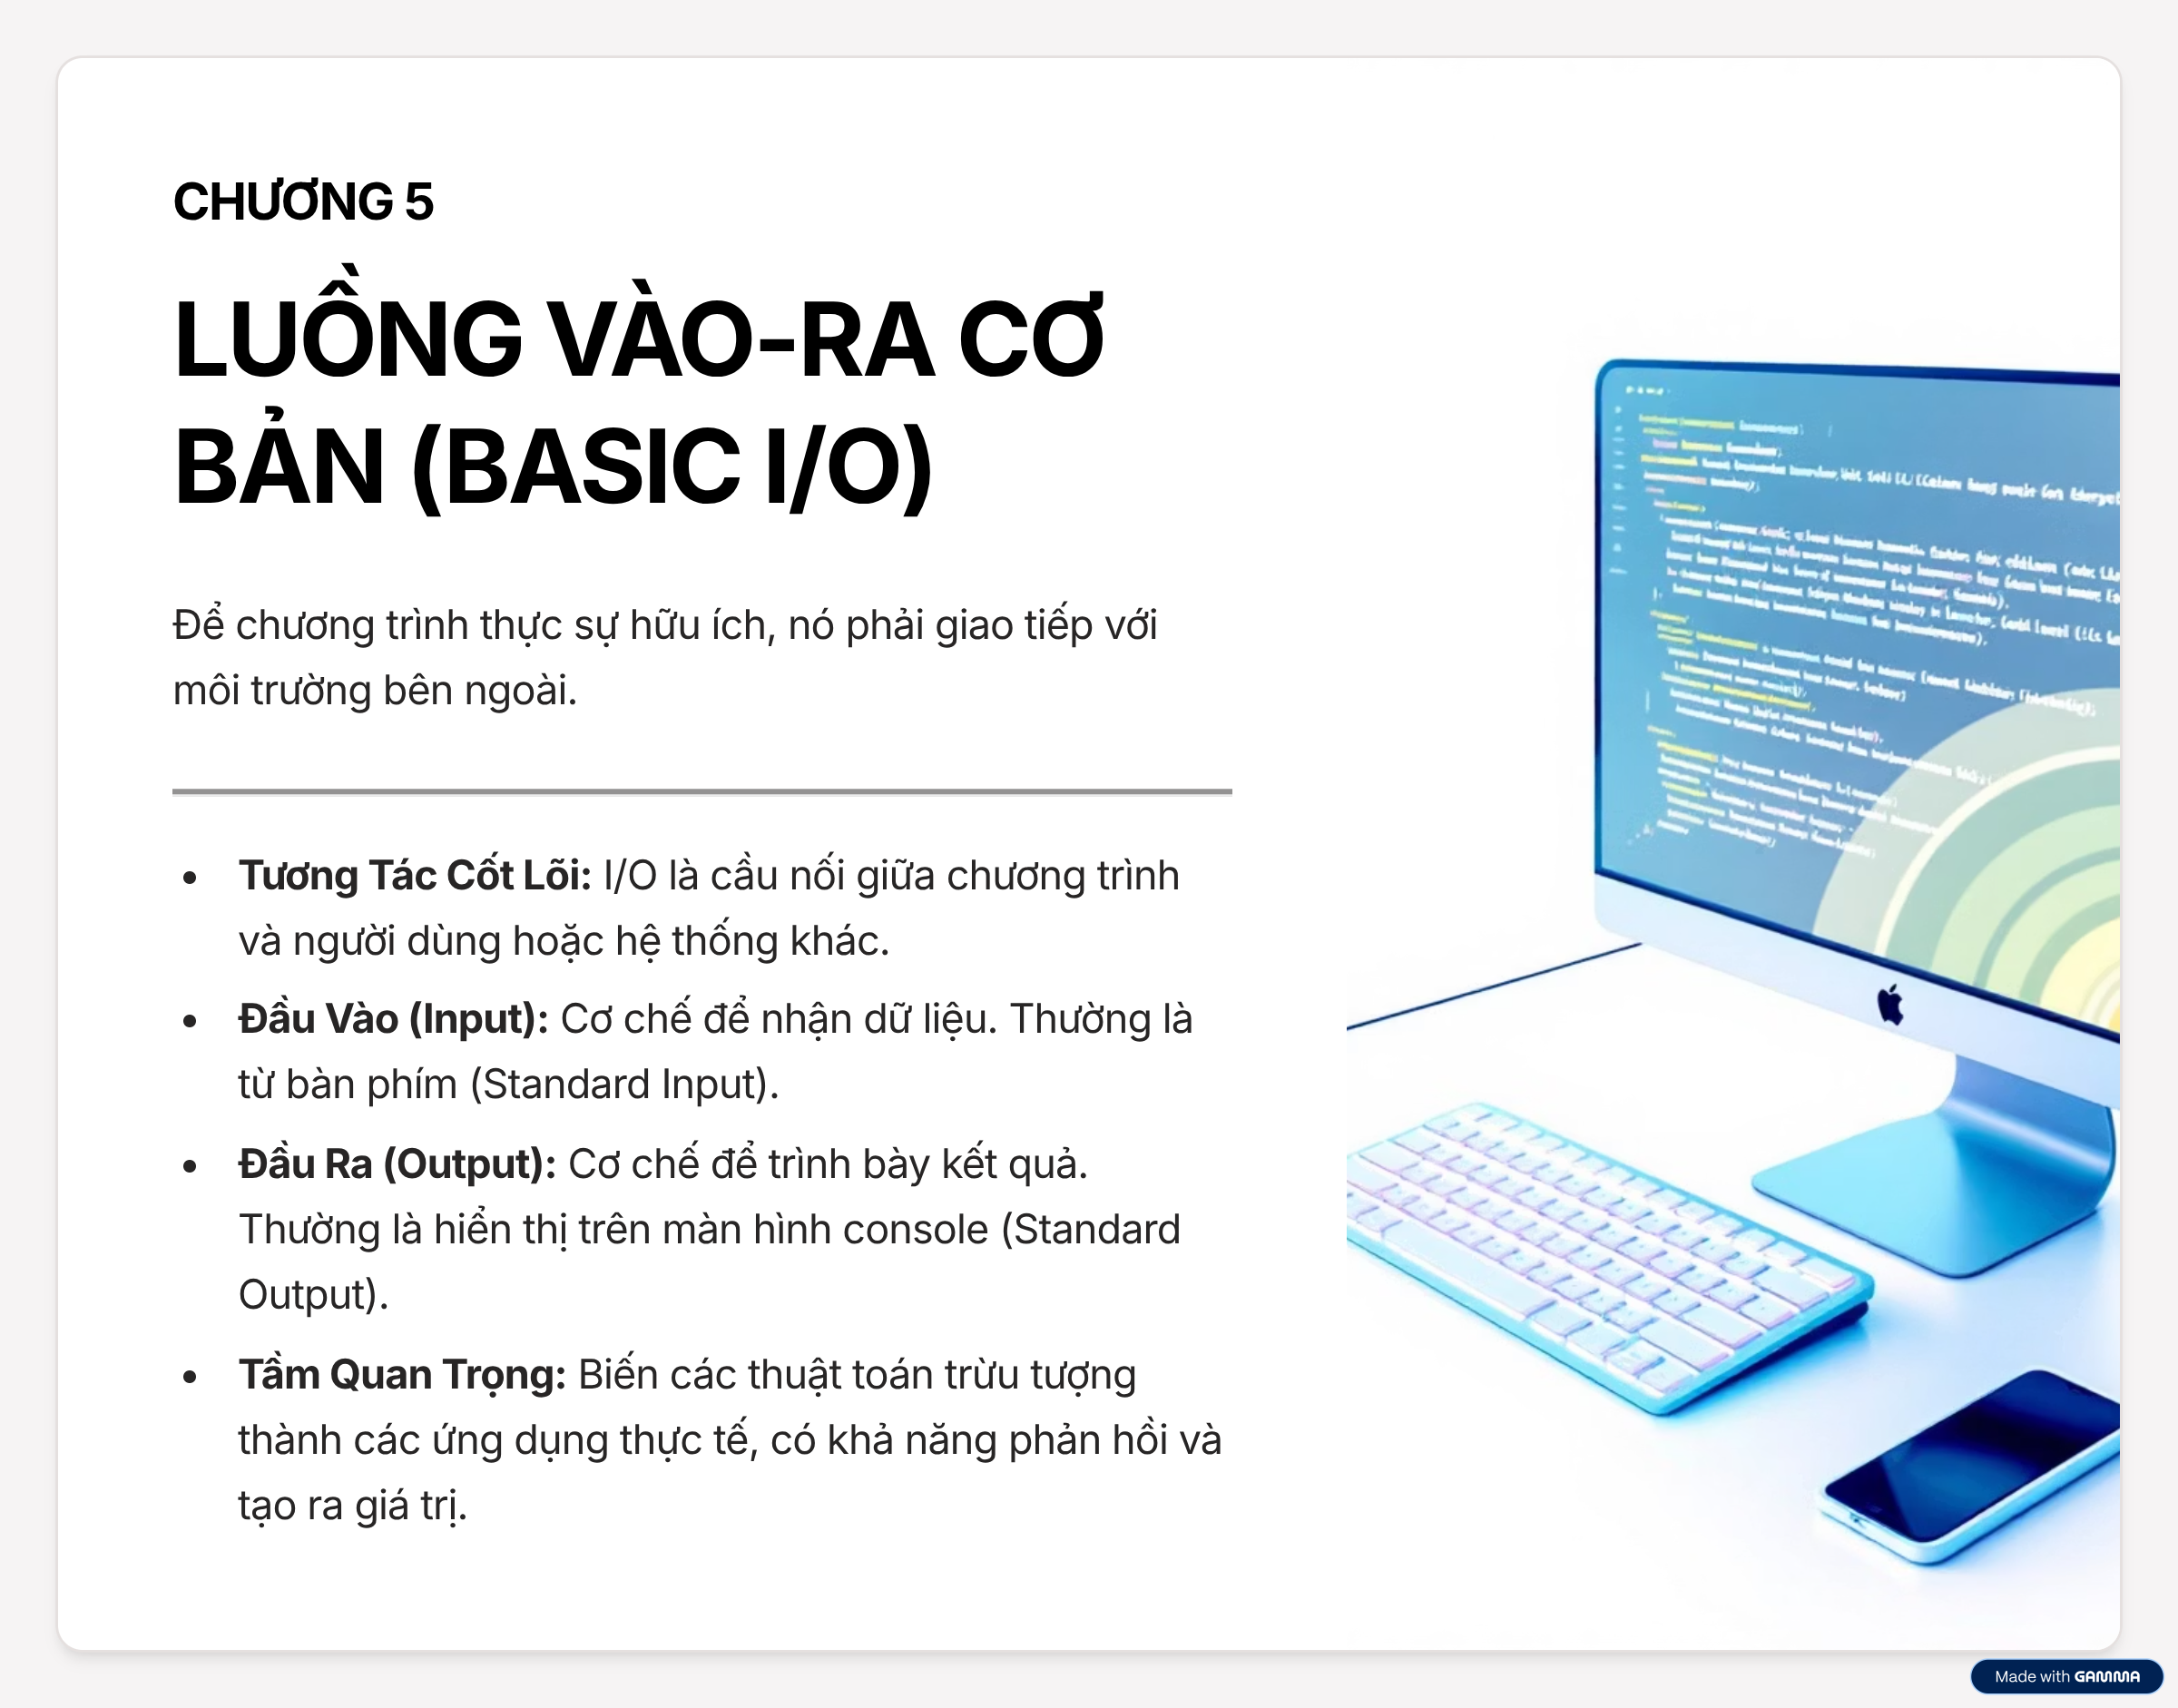 CHƯƠNG 5
LUỒNG VÀO-RA CƠ
BẢN (BASIC I/O)
Để chương trình thực sự hữu ích, nó phải giao tiếp với
môi trường bên ngoài.
• Tương Tác Cốt Lõi: I/O là cầu nối giữa chương trình
và người dùng hoặc hệ thống khác.
• Đầu Vào (Input): Cơ chế để nhận dữ liệu. Thường là
từ bàn phím (Standard Input).
• Đầu Ra (Output): Cơ chế để trình bày kết quả.
Thường là hiển thị trên màn hình console (Standard
Output).
• Tầm Quan Trọng: Biến các thuật toán trừu tượng
thành các ứng dụng thực tế, có khả năng phản hồi và
tạo ra giá trị.
Made with GAMMA